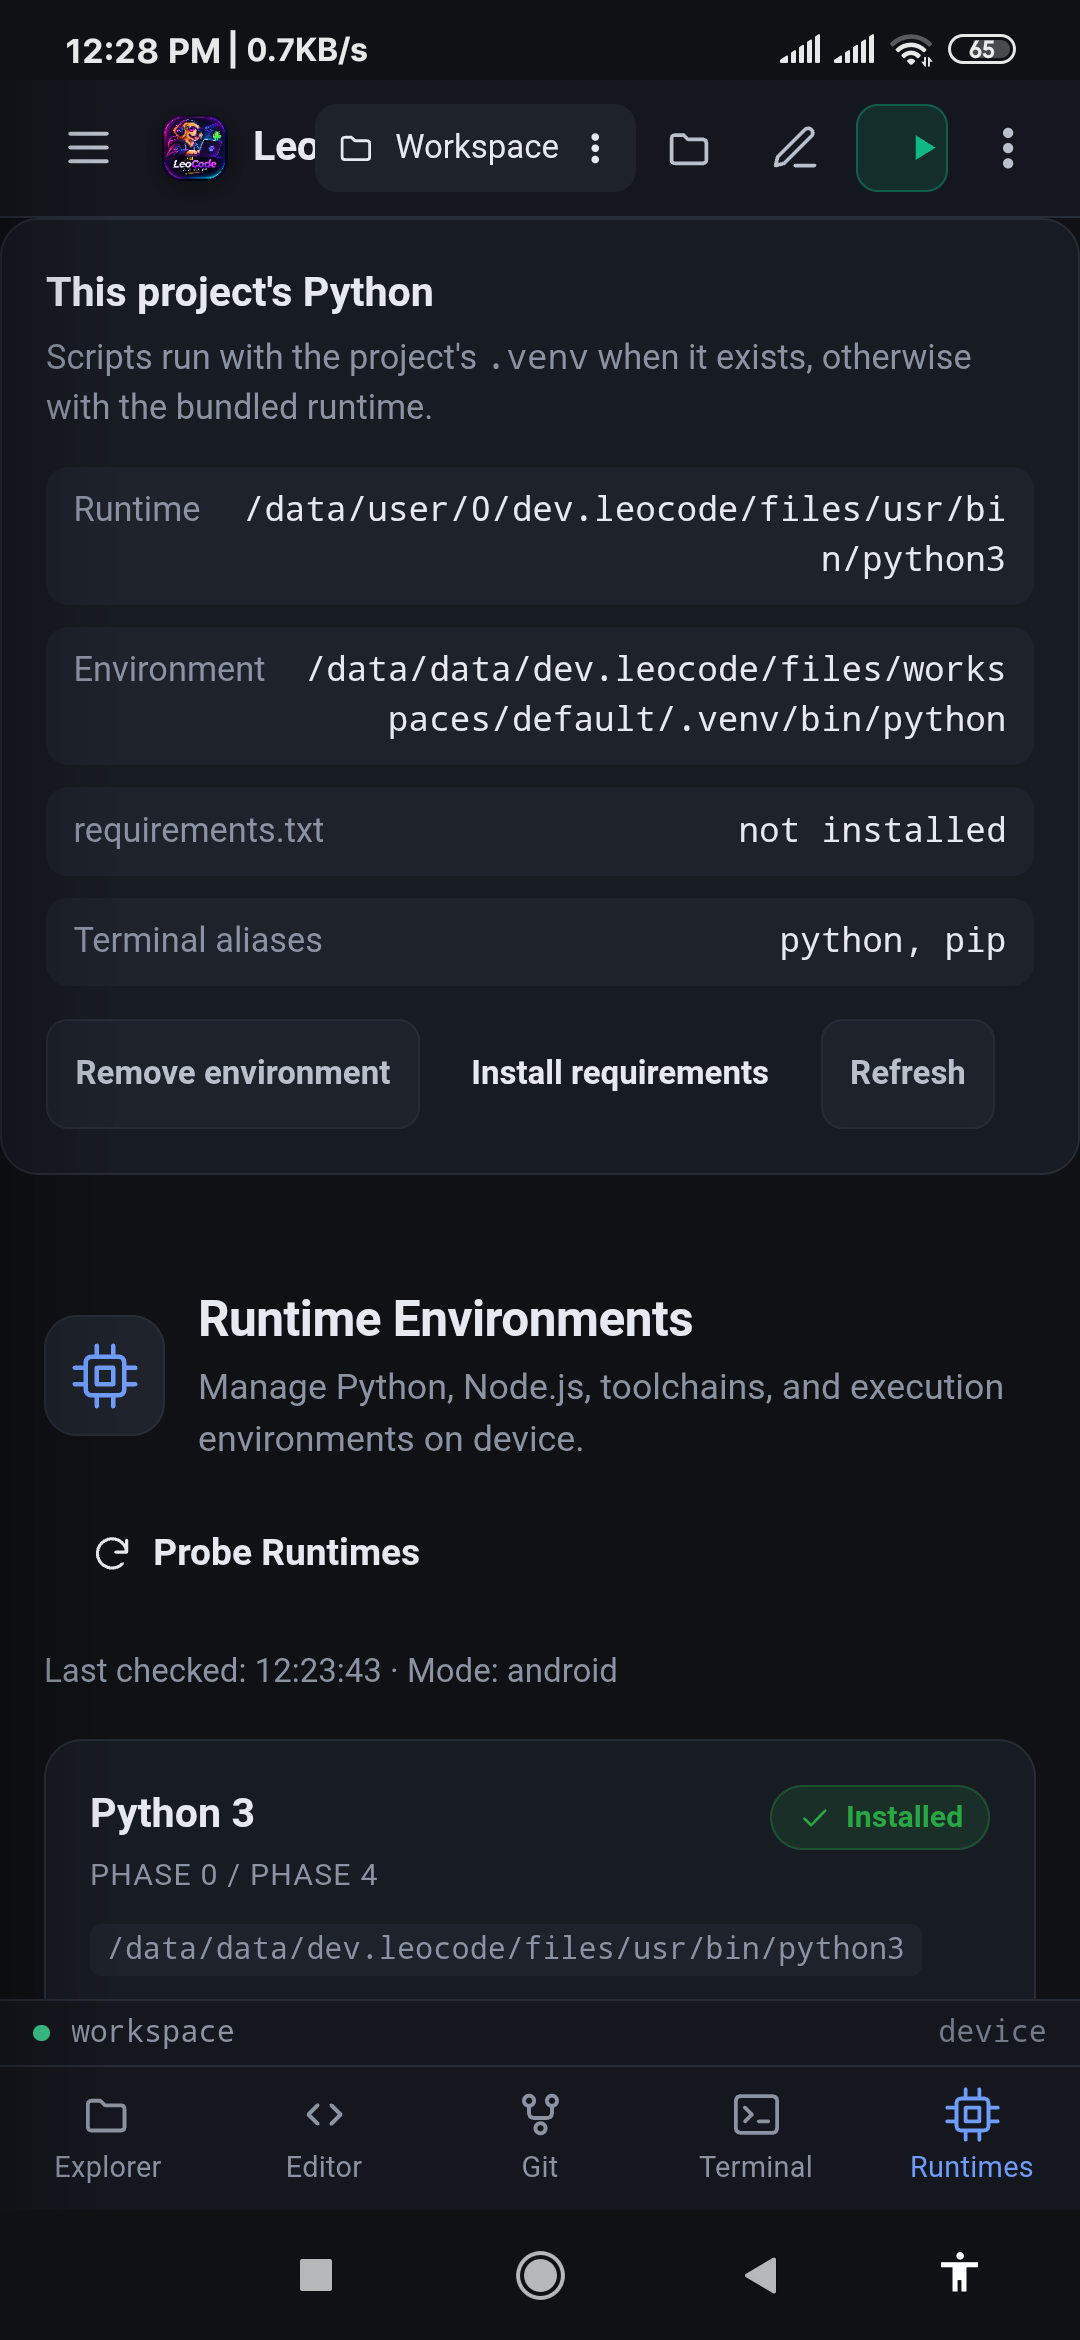 12:28 PM | 0.7KB/s
65
LeoCode
Leo
Workspace
This project's Python
Scripts run with the project's .venv when it exists, otherwise
with the bundled runtime.
Runtime /data/user/0/dev.leocode/files/usr/bi
n/python3
Environment /data/data/dev.leocode/files/works
paces/default/.venv/bin/python
requirements.txt not installed
Terminal aliases python, pip
Remove environment Install requirements Refresh
Runtime Environments
Manage Python, Node.js, toolchains, and execution
environments on device.
Probe Runtimes
Last checked: 12:23:43 · Mode: android
Python 3
Installed
PHASE 0 / PHASE 4
/data/data/dev.leocode/files/usr/bin/python3
workspace device
Explorer Editor Git Terminal Runtimes